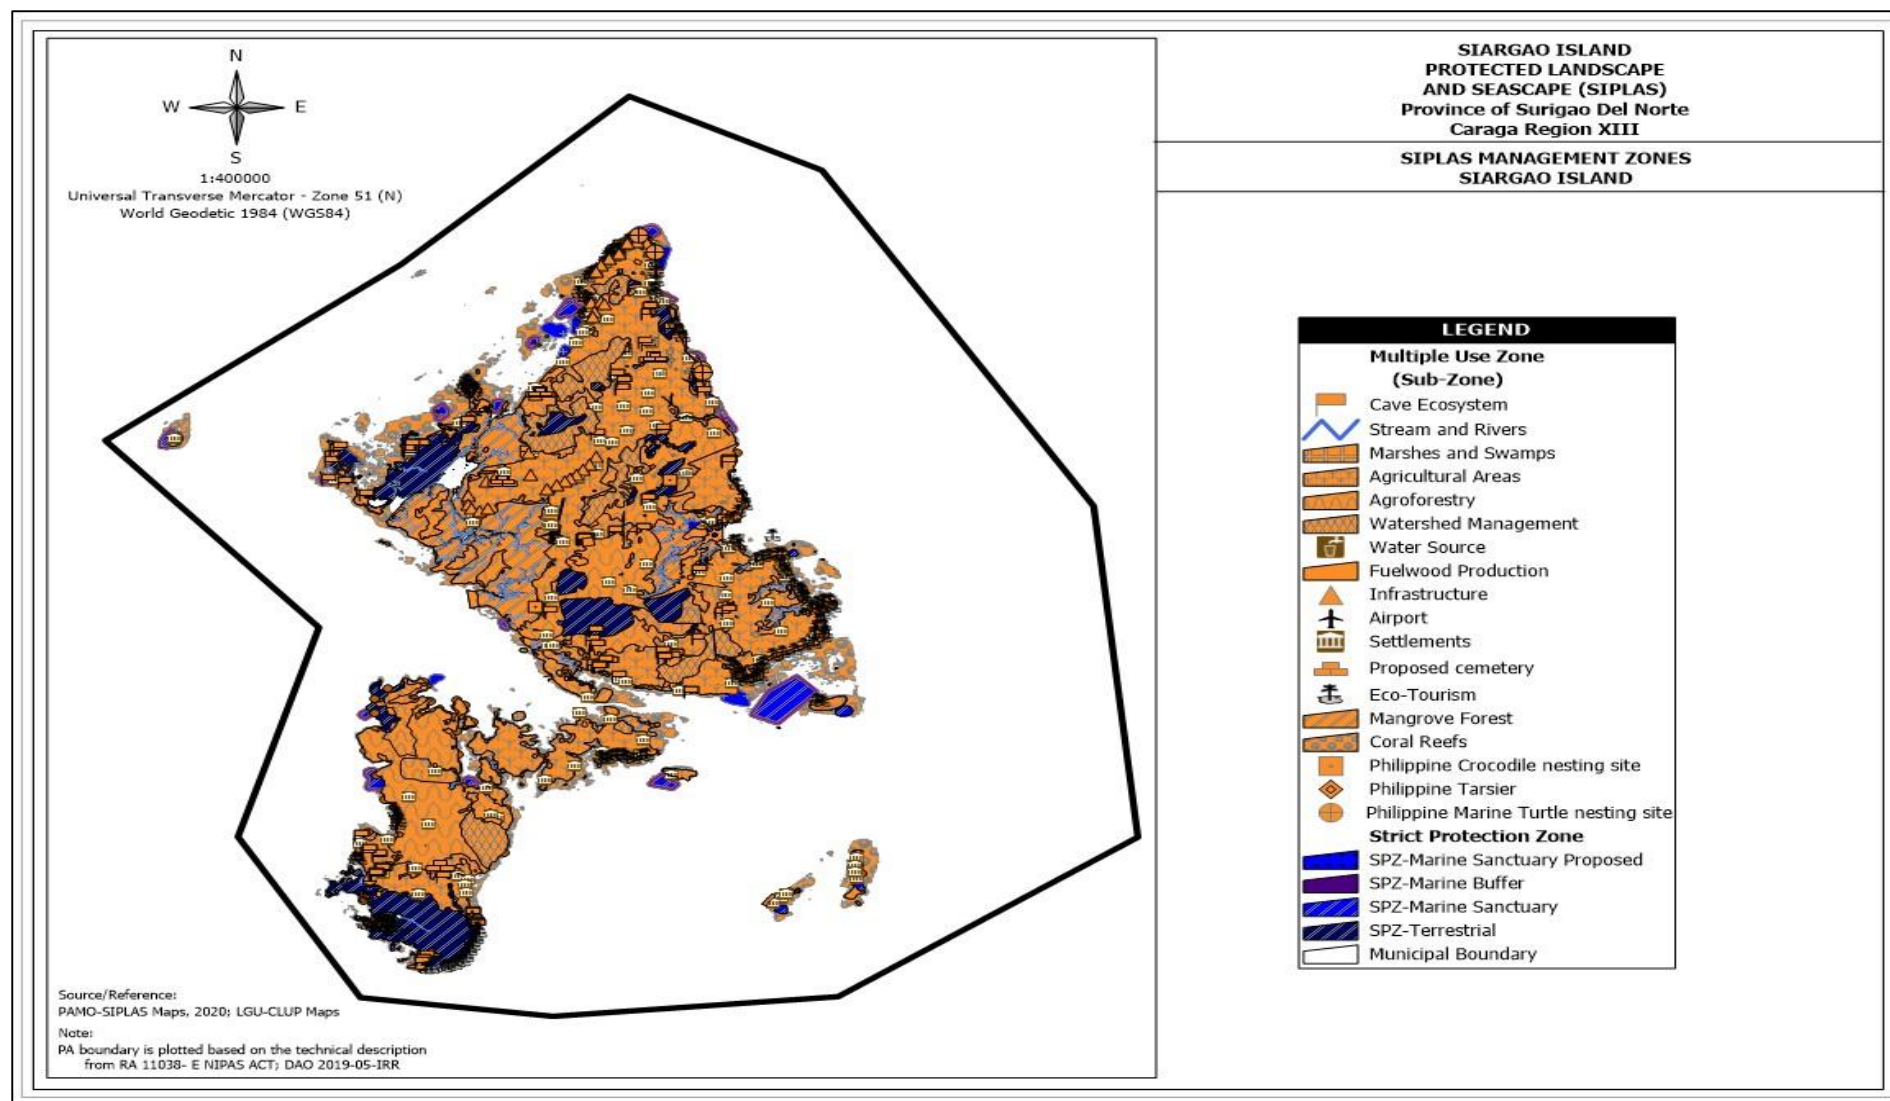 N
W
E
S
1:400000
Universal Transverse Mercator - Zone 51 (N)
World Geodetic 1984 (WGS84)
SIARGAO ISLAND
PROTECTED LANDSCAPE
AND SEASCAPE (SIPLAS)
Province of Surigao Del Norte
Caraga Region XIII
SIPLAS MANAGEMENT ZONES
SIARGAO ISLAND
LEGEND
Multiple Use Zone
(Sub-Zone)
Cave Ecosystem
Stream and Rivers
Marshes and Swamps
Agricultural Areas
Agroforestry
Watershed Management
Water Source
Fuelwood Production
Infrastructure
Airport
Settlements
Proposed cemetery
Eco-Tourism
Mangrove Forest
Coral Reefs
Philippine Crocodile nesting site
Philippine Tarsier
Philippine Marine Turtle nesting site
Strict Protection Zone
SPZ-Marine Sanctuary Proposed
SPZ-Marine Buffer
SPZ-Marine Sanctuary
SPZ-Terrestrial
Municipal Boundary
Source/Reference:
PAMO-SIPLAS Maps, 2020; LGU-CLUP Maps
Note:
PA boundary is plotted based on the technical description
from RA 11038- E NIPAS ACT; DAO 2019-05-IRR